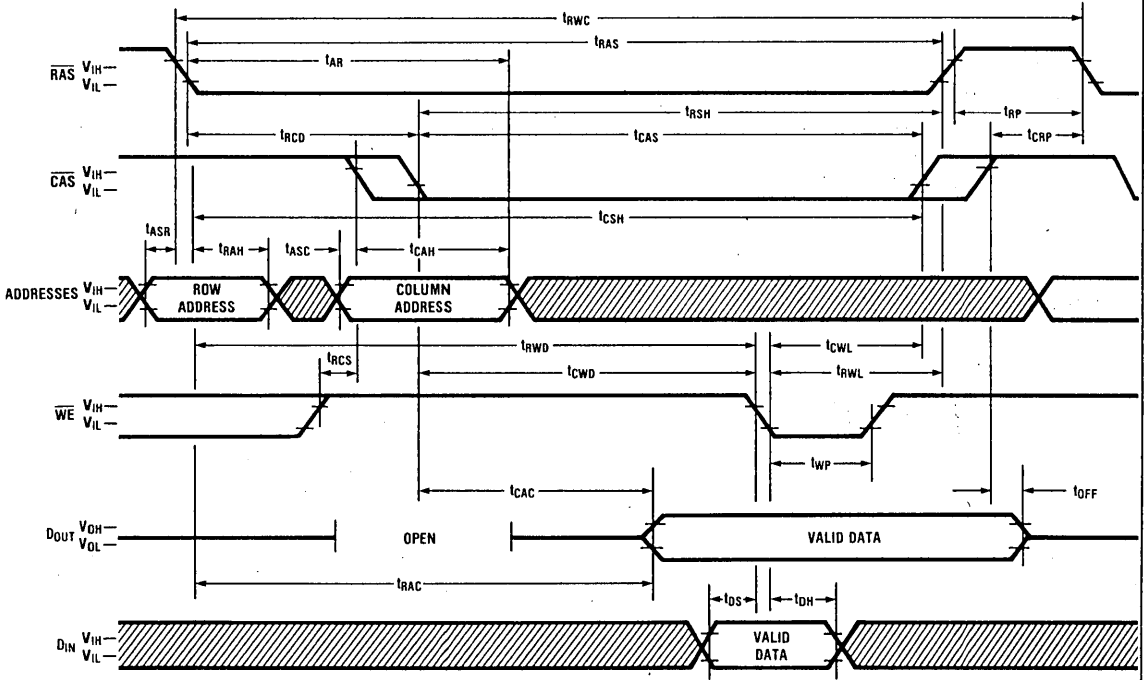 tRWC
tRAS
tAR
RAS VIH
VIL
tRSH
tRP
tRCD
tCAS
tCRP
CAS VIH
VIL
tCSH
tASR
tRAH
tASC
tCAH
ADDRESSES VIH
VIL
ROW ADDRESS
COLUMN ADDRESS
tRWD
tCWL
tRCS
tCWD
tRWL
WE VIH
VIL
tWP
tCAC
tOFF
DOUT VOH
VOL
OPEN
VALID DATA
tRAC
tDS
tDH
DIN VIH
VIL
VALID
DATA